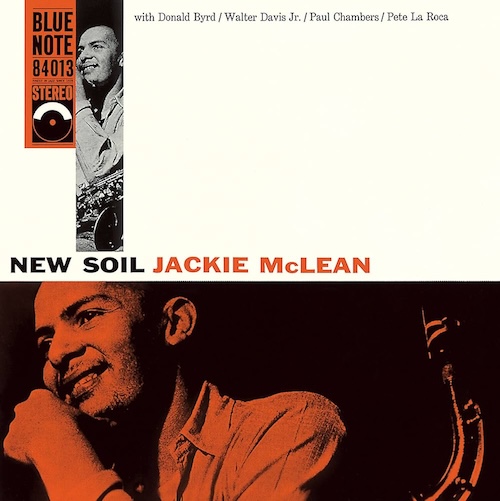 BLUE
NOTE
84013
STEREO
with Donald Byrd / Walter Davis Jr. / Paul Chambers / Pete La Roca
NEW SOIL JACKIE McLEAN